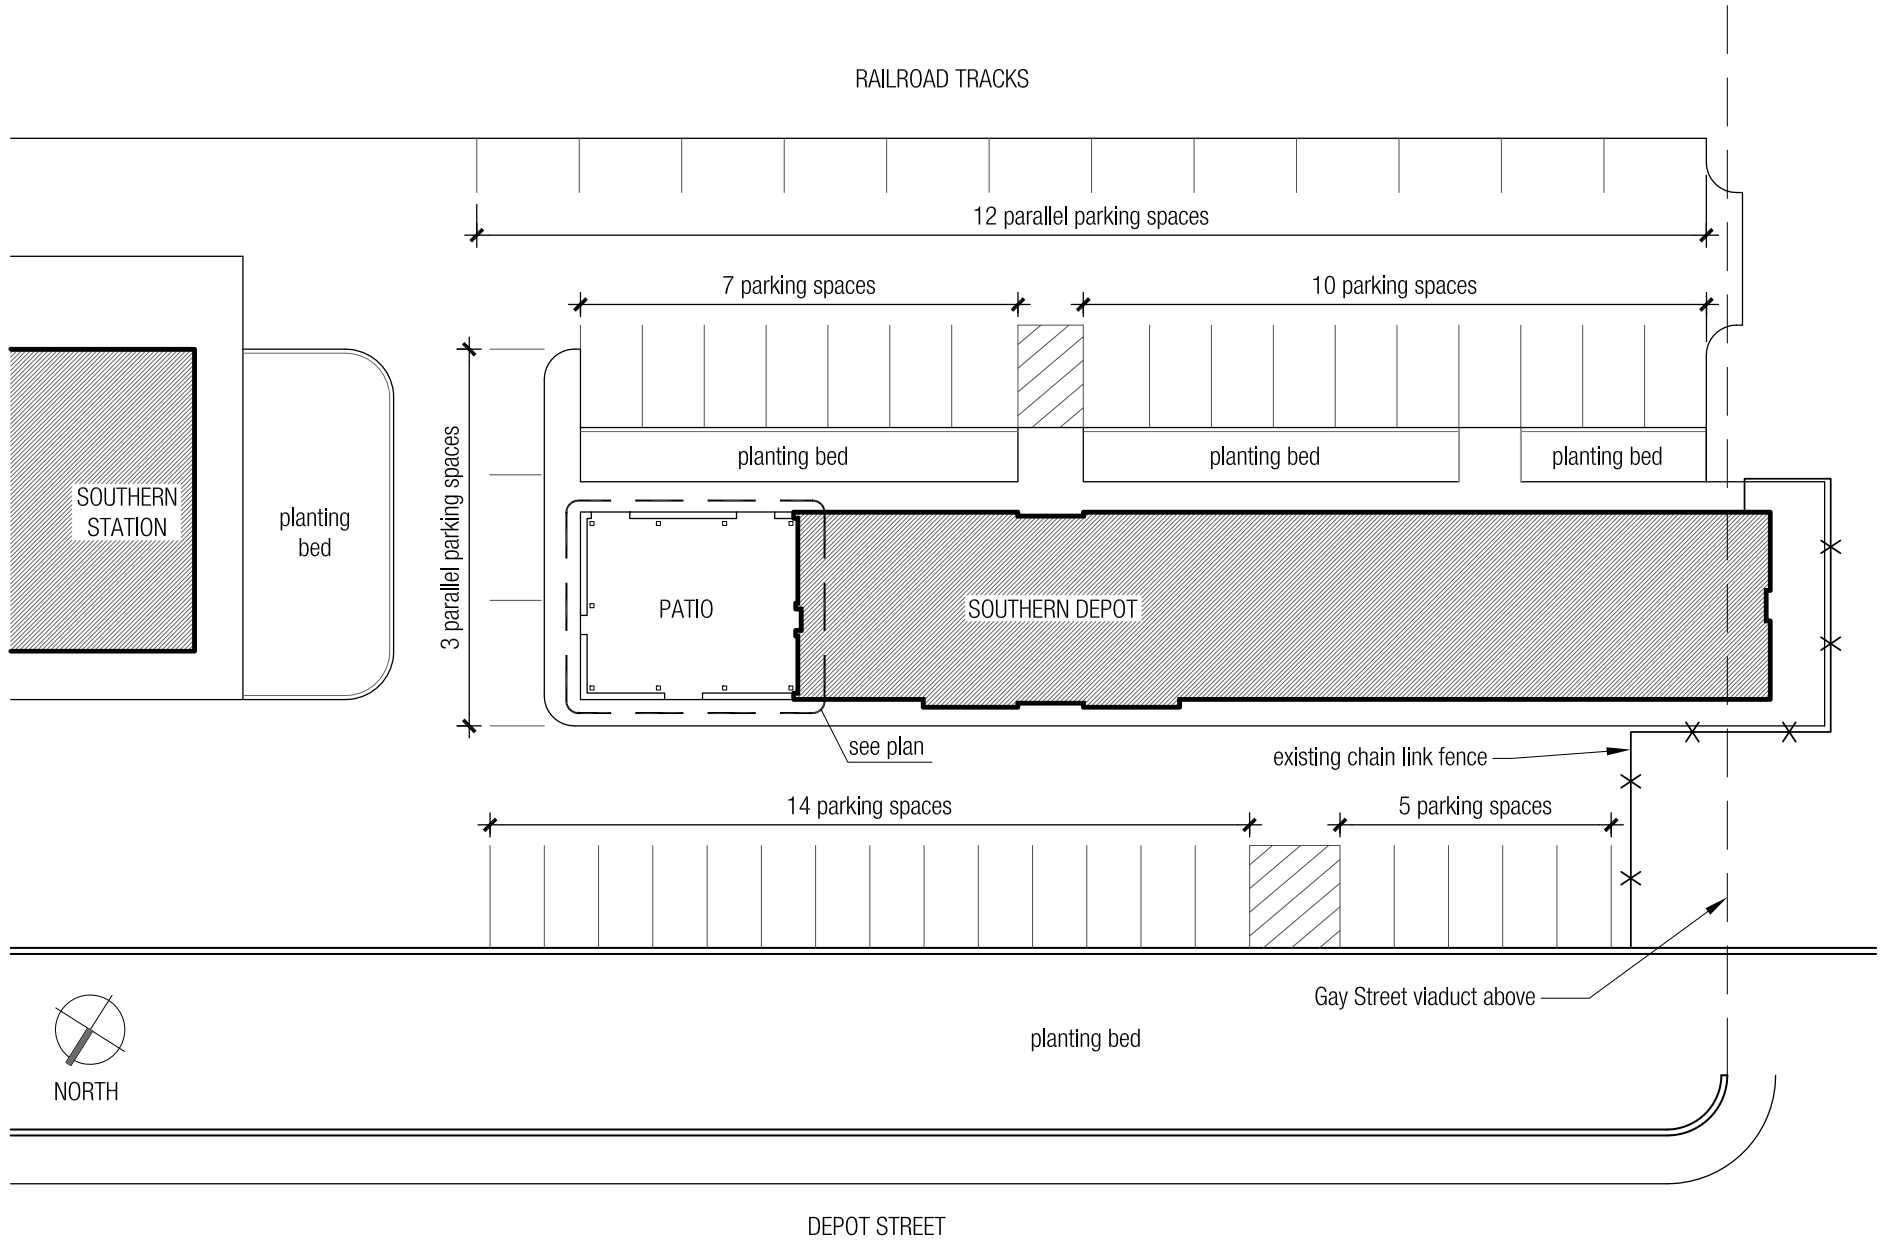 RAILROAD TRACKS
12 parallel parking spaces
7 parking spaces
10 parking spaces
3 parallel parking spaces
planting bed
planting bed
planting bed
SOUTHERN
STATION
planting
bed
PATIO
SOUTHERN DEPOT
see plan
existing chain link fence
14 parking spaces
5 parking spaces
Gay Street viaduct above
planting bed
NORTH
DEPOT STREET